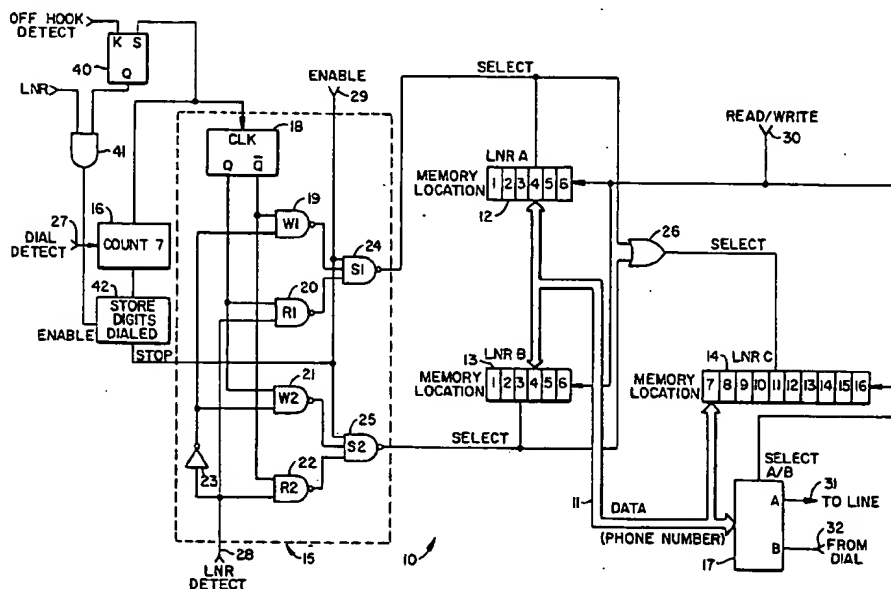 OFF HOOK DETECT
K S
40
Q
LNR
41
16
27
DIAL DETECT
COUNT 7
42
STORE DIGITS DIALED
ENABLE
STOP
ENABLE
29
18
CLK
Q Q̅
19
W1
24
S1
20
R1
21
W2
25
S2
23
22
R2
28
LNR DETECT
15
10
SELECT
LNR A
MEMORY LOCATION
1 2 3 4 5 6
12
READ/WRITE
30
26
SELECT
13
LNR B
MEMORY LOCATION
1 2 3 4 5 6
SELECT
14
LNR C
MEMORY LOCATION
7 8 9 10 11 12 13 14 15 16
11
DATA
(PHONE NUMBER)
SELECT A/B
A
31
TO LINE
B
32
FROM DIAL
17